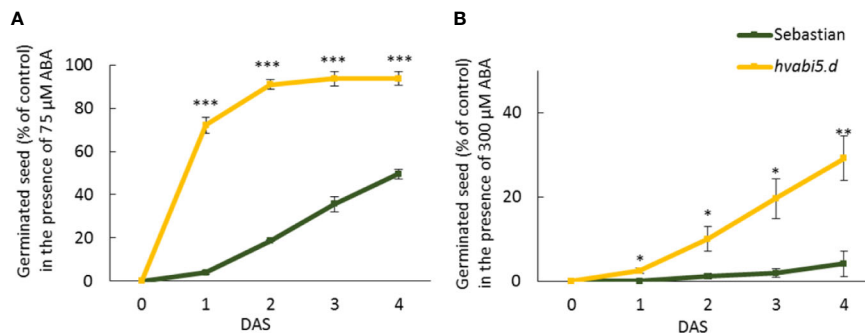 A
Germinated seed (% of control)
in the presence of 75 µM ABA
100
80
60
40
20
0
***
***
***
***
0 1 2 3 4
DAS
B
Sebastian
hvabi5.d
Germinated seed (% of control)
in the presence of 300 µM ABA
40
20
0
*
*
*
**
0 1 2 3 4
DAS